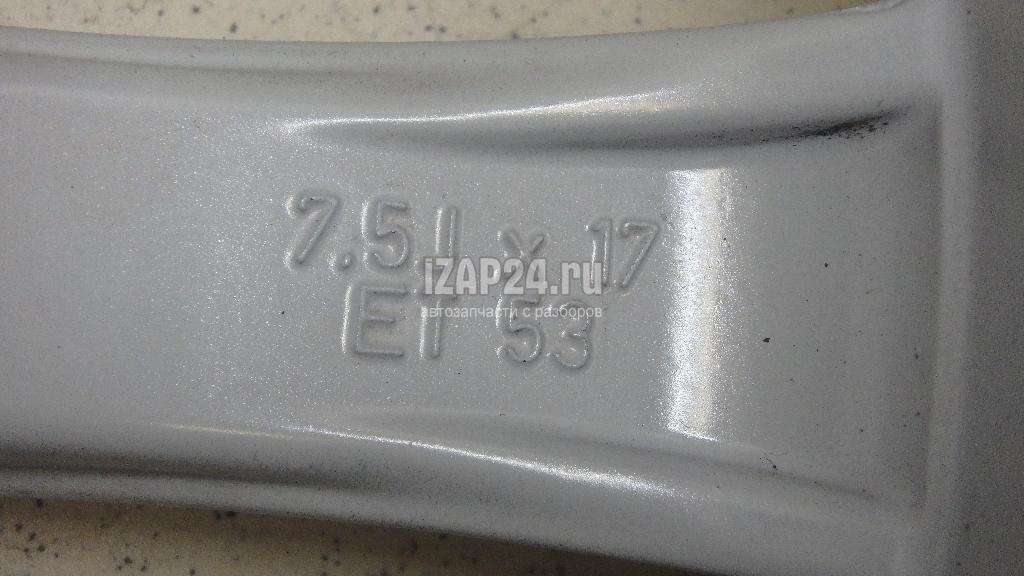 7.5J x 17
IZAP24.ru
автозапчасти с разборов
ET 53